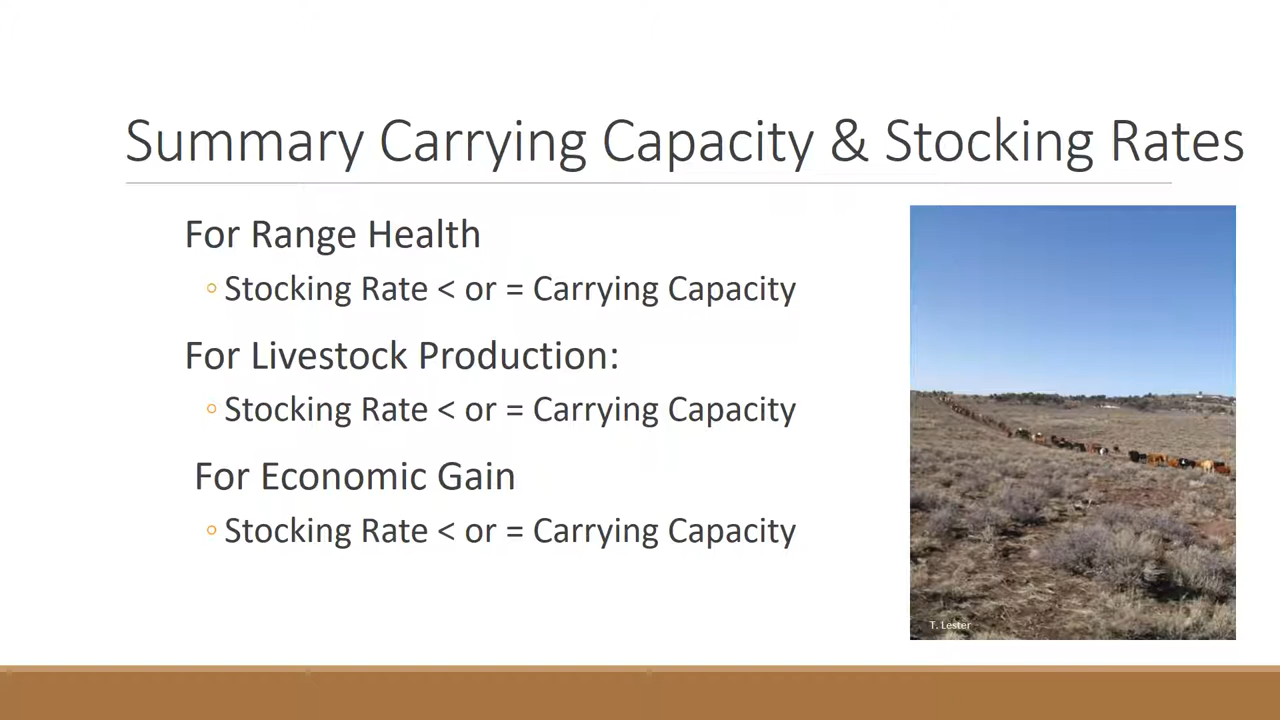 Summary Carrying Capacity & Stocking Rates
For Range Health
◦ Stocking Rate < or = Carrying Capacity
For Livestock Production:
◦ Stocking Rate < or = Carrying Capacity
For Economic Gain
◦ Stocking Rate < or = Carrying Capacity
T. Lester